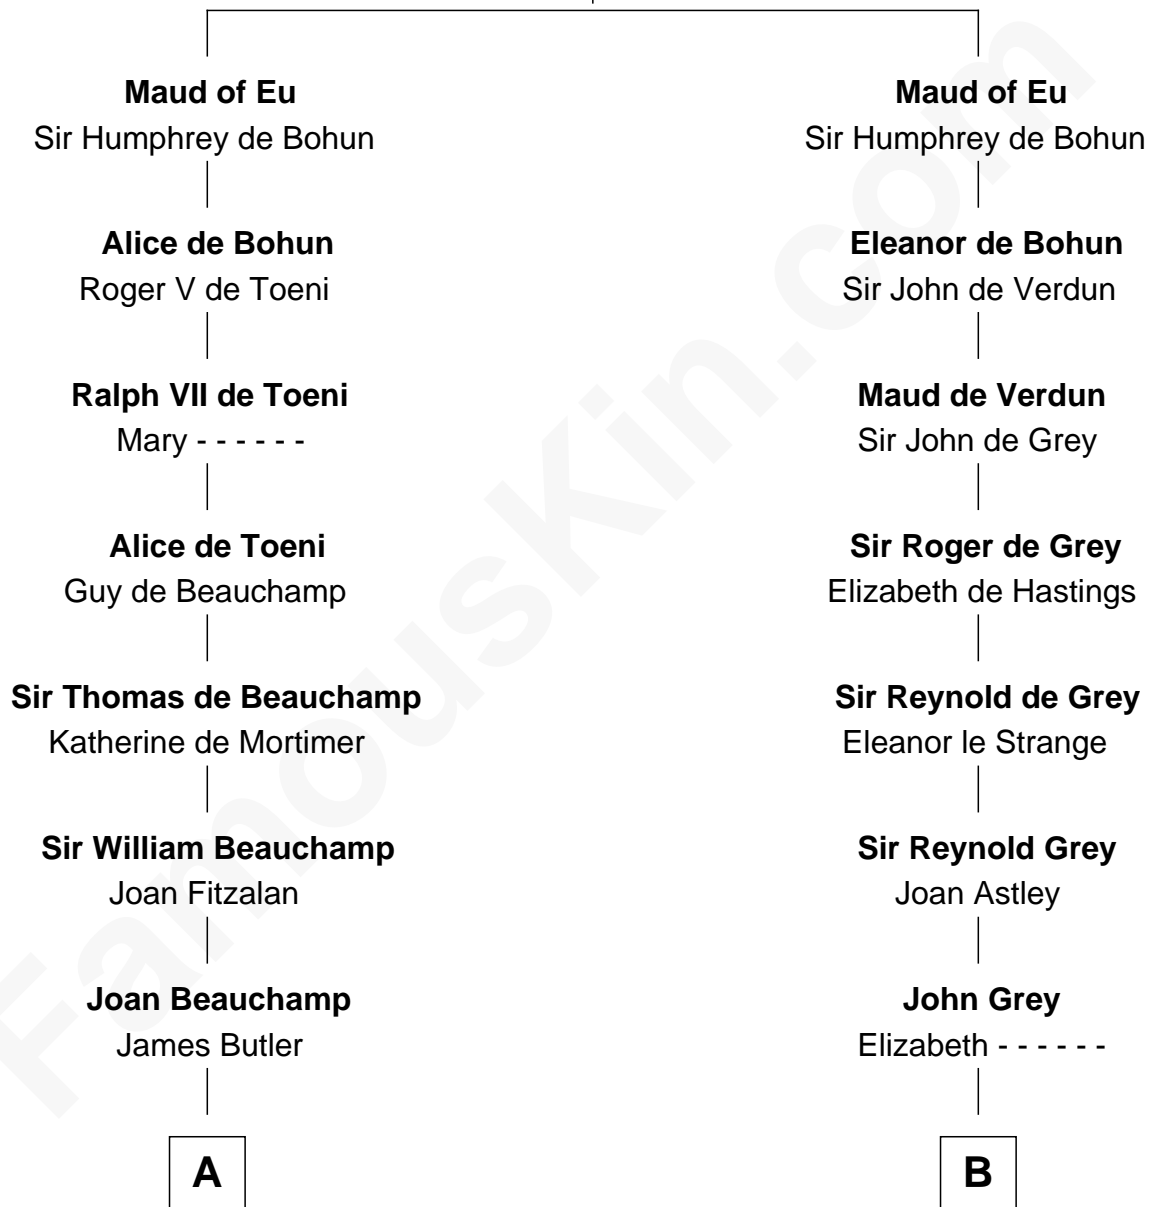 Maud of Eu
Sir Humphrey de Bohun
Alice de Bohun
Roger V de Toeni
Ralph VII de Toeni
Mary - - - - - -
Alice de Toeni
Guy de Beauchamp
Sir Thomas de Beauchamp
Katherine de Mortimer
Sir William Beauchamp
Joan Fitzalan
Joan Beauchamp
James Butler
A
Maud of Eu
Sir Humphrey de Bohun
Eleanor de Bohun
Sir John de Verdun
Maud de Verdun
Sir John de Grey
Sir Roger de Grey
Elizabeth de Hastings
Sir Reynold de Grey
Eleanor le Strange
Sir Reynold Grey
Joan Astley
John Grey
Elizabeth - - - - - -
B
FamousKin.com